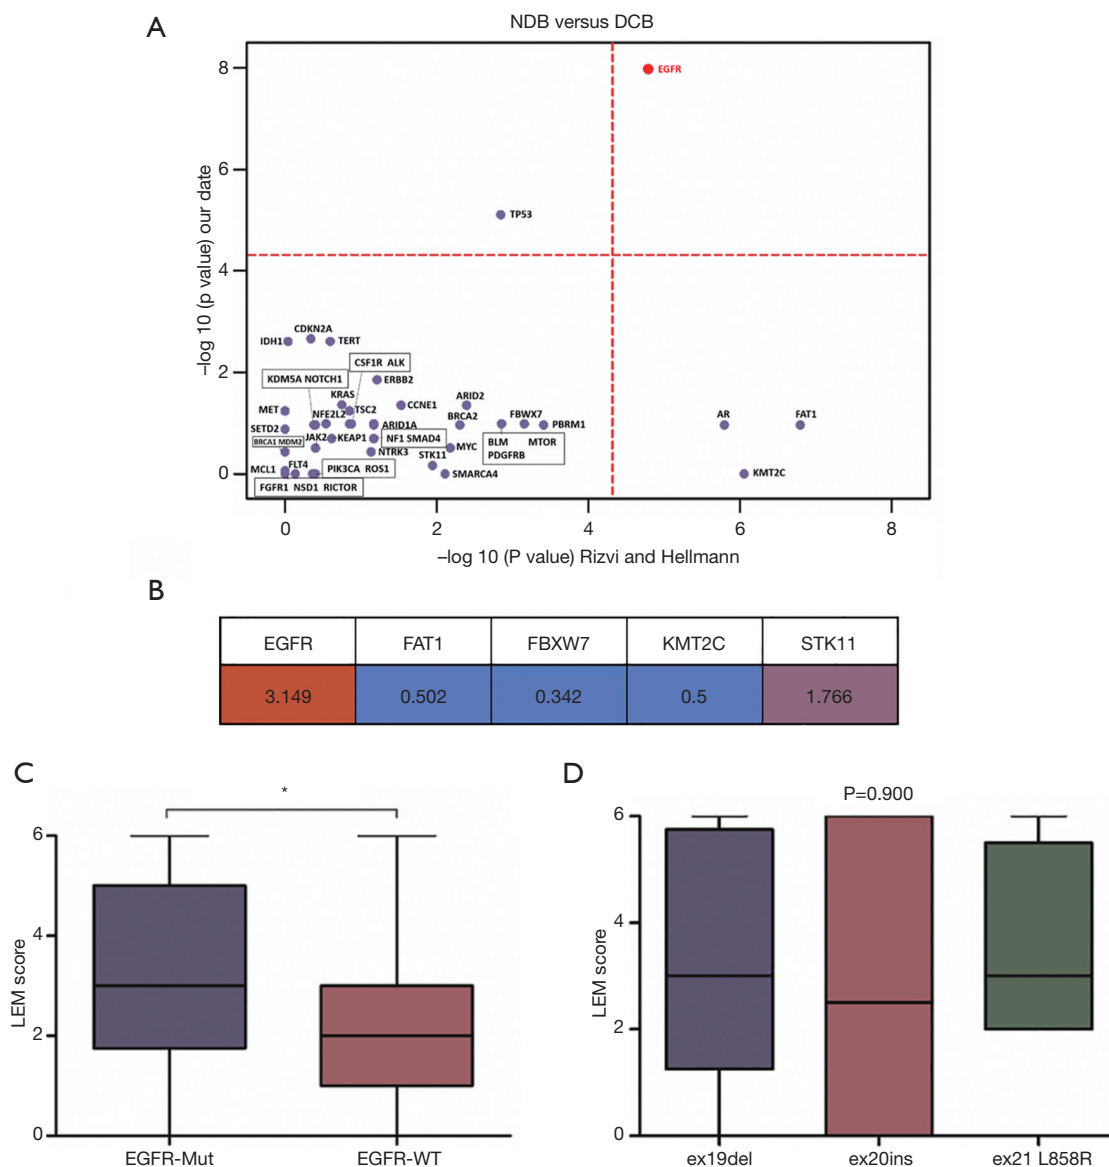 A
NDB versus DCB
EGFR
TP53
CDKN2A
IDH1
TERT
CSF1R ALK
KDM5A NOTCH1
ERBB2
KRAS
ARID2
MET
NFE2L2
TSC2
CCNE1
BRCA2
FBWX7
ARID1A
PBRM1
AR
FAT1
SETD2
BRCA1 MDM2
JAK2
KEAP1
NF1 SMAD4
MYC
BLM MTOR
PDGFRB
NTRK3
STK11
MCL1
FLT4
PIK3CA ROS1
SMARCA4
KMT2C
FGFR1 NSD1 RICTOR
8
6
4
2
0
–log 10 (p value) our date
0 2 4 6 8
–log 10 (P value) Rizvi and Hellmann
B
EGFR FAT1 FBXW7 KMT2C STK11
3.149 0.502 0.342 0.5 1.766
C
*
6
4
2
0
LEM score
EGFR-Mut EGFR-WT
D
P=0.900
6
4
2
0
LEM score
ex19del ex20ins ex21 L858R